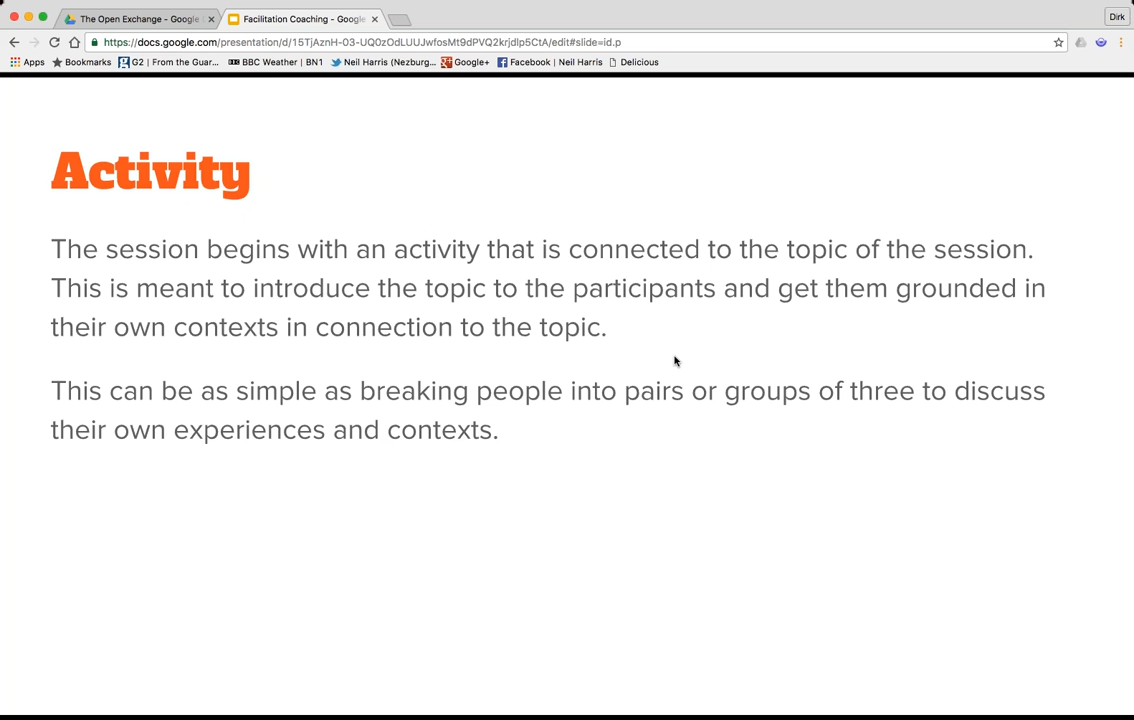 The Open Exchange - Google
Facilitation Coaching - Google
Dirk
https://docs.google.com/presentation/d/15TjAznH-03-UQ0zOdLUUJwfosMt9dPVQ2krjdlp5CtA/edit#slide=id.p
Apps Bookmarks G2 | From the Guar... BBC Weather | BN1 Neil Harris (Nezburg... Google+ Facebook | Neil Harris Delicious
Activity
The session begins with an activity that is connected to the topic of the session.
This is meant to introduce the topic to the participants and get them grounded in
their own contexts in connection to the topic.
This can be as simple as breaking people into pairs or groups of three to discuss
their own experiences and contexts.